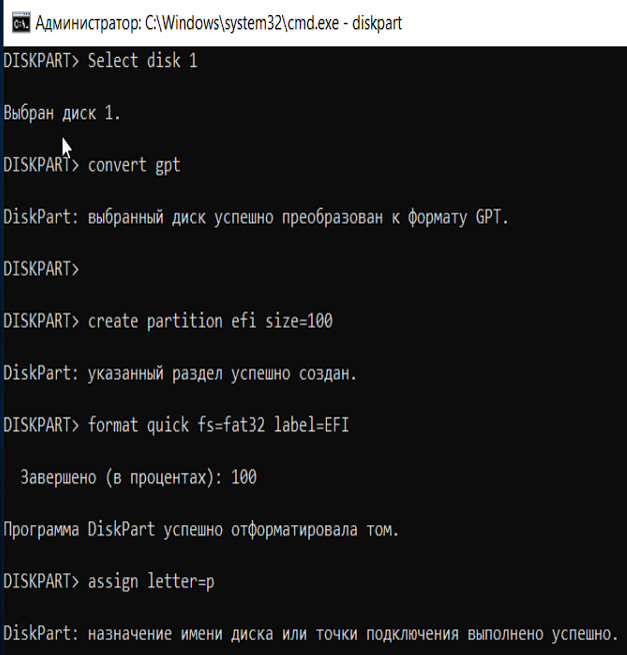 Администратор: C:\Windows\system32\cmd.exe - diskpart
DISKPART> Select disk 1
Выбран диск 1.
DISKPART> convert gpt
DiskPart: выбранный диск успешно преобразован к формату GPT.
DISKPART>
DISKPART> create partition efi size=100
DiskPart: указанный раздел успешно создан.
DISKPART> format quick fs=fat32 label=EFI
Завершено (в процентах): 100
Программа DiskPart успешно отформатировала том.
DISKPART> assign letter=p
DiskPart: назначение имени диска или точки подключения выполнено успешно.